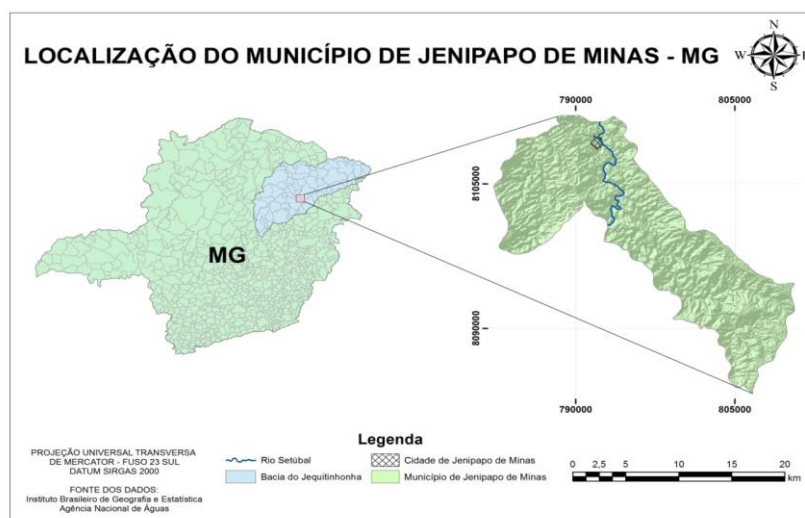 LOCALIZAÇÃO DO MUNICÍPIO DE JENIPAPO DE MINAS - MG
N
W
E
S
790000
805000
8105000
MG
8090000
790000
805000
Legenda
PROJEÇÃO UNIVERSAL TRANSVERSA
DE MERCATOR - FUSO 23 SUL
DATUM SIRGAS 2000
FONTE DOS DADOS:
Instituto Brasileiro de Geografia e Estatística
Agência Nacional de Águas
Rio Setúbal
Cidade de Jenipapo de Minas
Bacia do Jequitinhonha
Município de Jenipapo de Minas
0 2,5 5 10 15 20
km